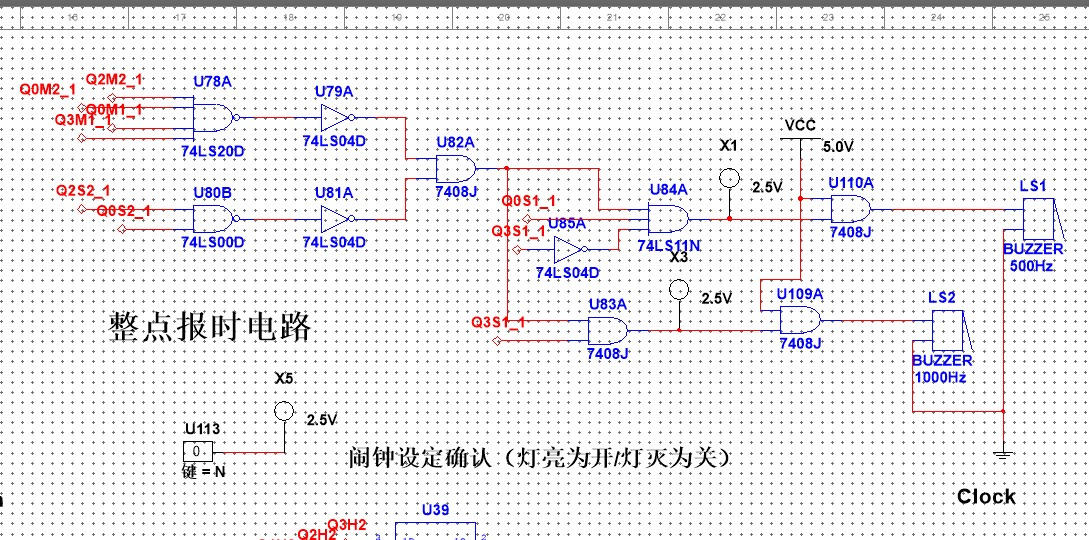 16 17 18 19 20 21 22 23 24 25
Q2M2_1 U78A
Q0M2_1 U79A
Q0M1_1
Q3M1_1
VCC
5.0V
74LS20D 74LS04D U82A X1
Q2S2_1 U80B U81A 7408J 2.5V U110A LS1
Q0S2_1 Q0S1_1 U84A
U85A
Q3S1_1 7408J
74LS00D 74LS04D 74LS11N BUZZER
X3 500Hz
74LS04D
U83A 2.5V U109A LS2
整点报时电路 Q3S1_1
7408J 7408J
BUZZER
X5 1000Hz
2.5V
U113
0
键 = N 闹钟设定确认（灯亮为开/灯灭为关）
Clock
U39
Q3H2
Q2H2